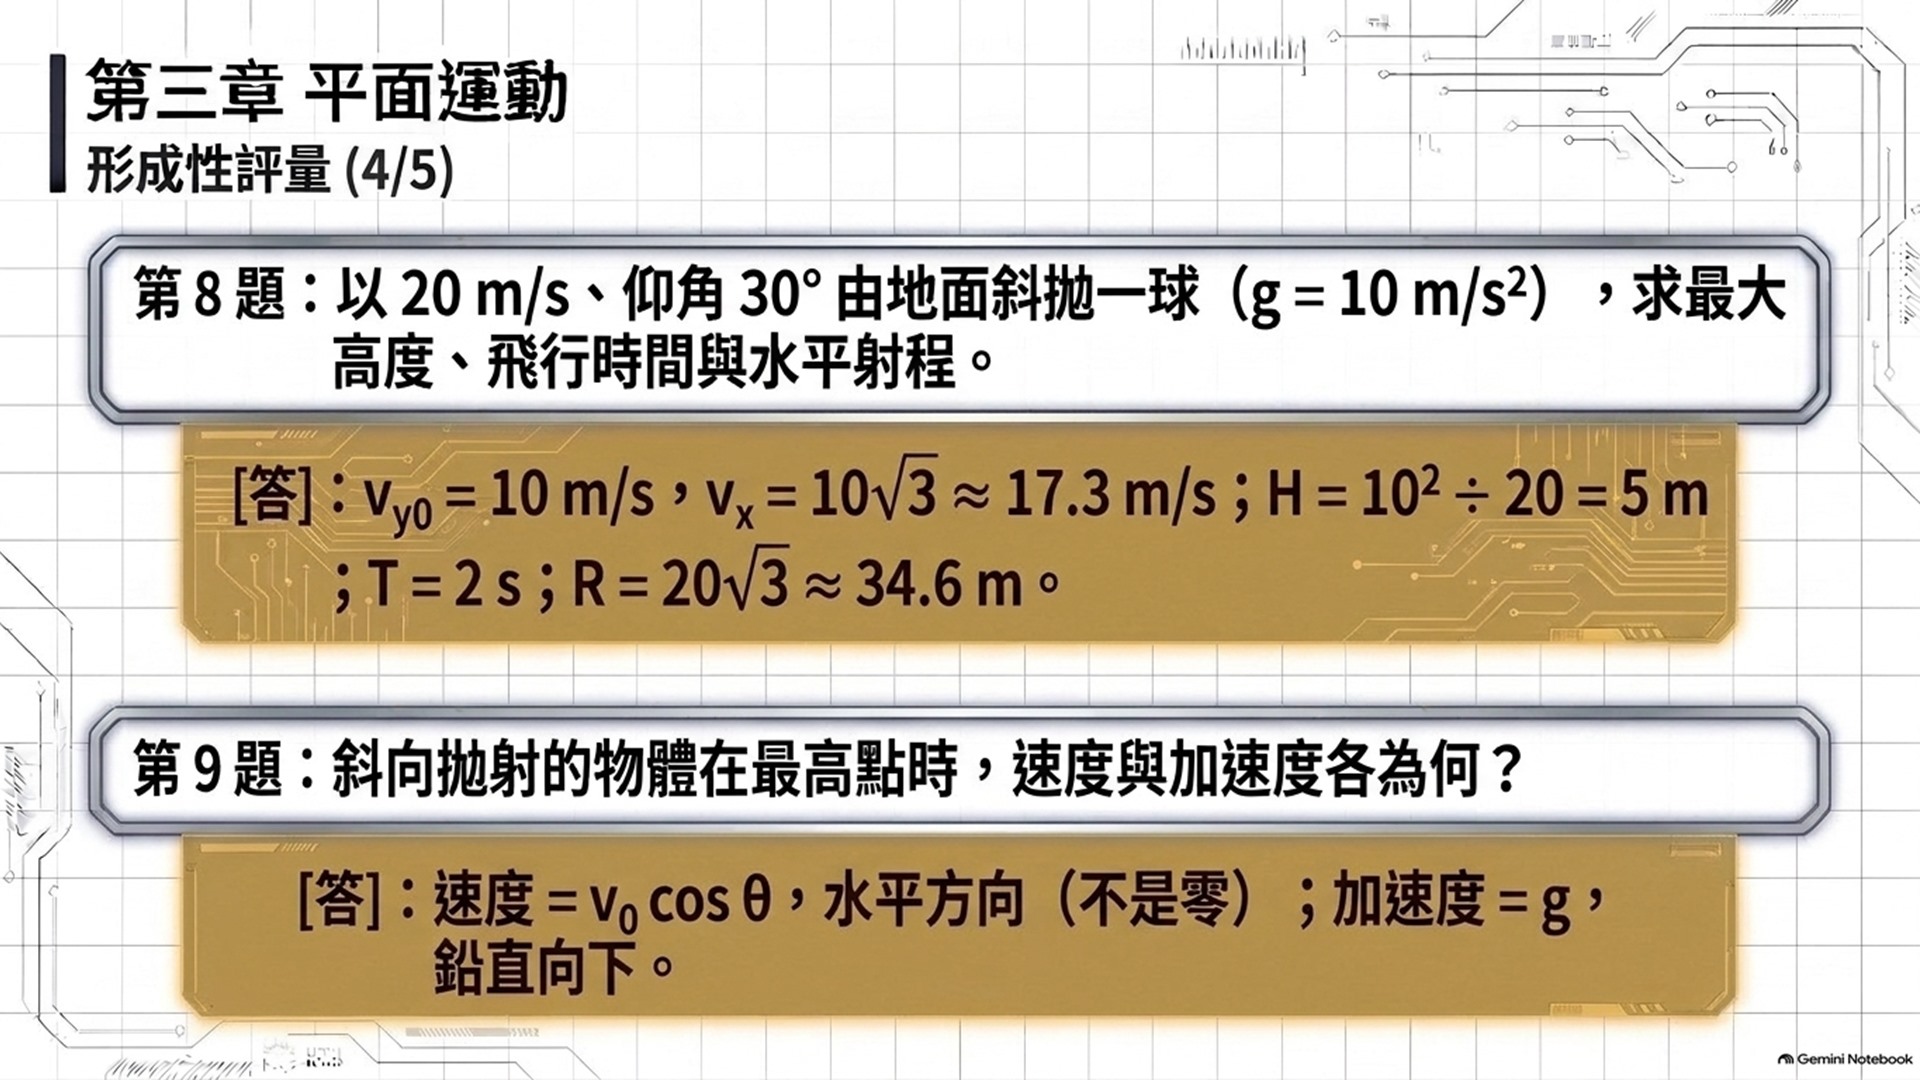 第三章 平面運動
形成性評量 (4/5)
第 8 題：以 20 m/s、仰角 30° 由地面斜拋一球（g = 10 m/s²），求最大
高度、飛行時間與水平射程。
[答]：v_y0 = 10 m/s，v_x = 10√3 ≈ 17.3 m/s；H = 10² ÷ 20 = 5 m
；T = 2 s；R = 20√3 ≈ 34.6 m。
第 9 題：斜向拋射的物體在最高點時，速度與加速度各為何？
[答]：速度 = v₀ cos θ，水平方向（不是零）；加速度 = g，
鉛直向下。
Gemini Notebook